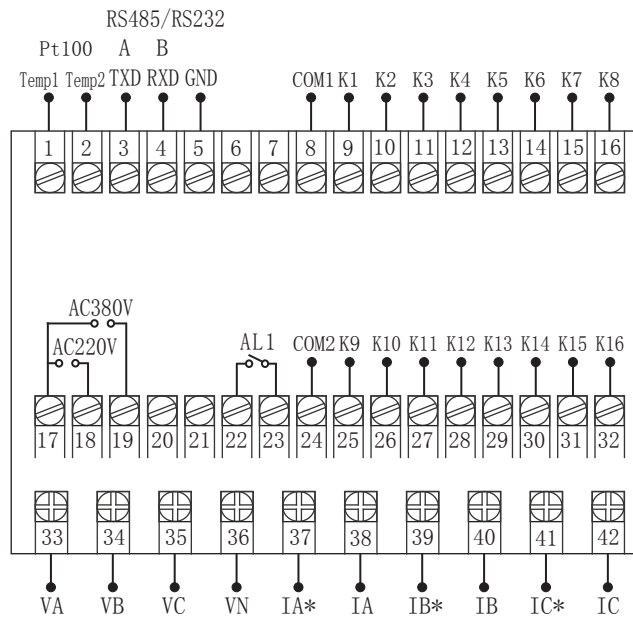 RS485/RS232
Pt100 A B
Temp1 Temp2 TXD RXD GND COM1 K1 K2 K3 K4 K5 K6 K7 K8
1 2 3 4 5 6 7 8 9 10 11 12 13 14 15 16
AC380V
AC220V AL1 COM2 K9 K10 K11 K12 K13 K14 K15 K16
17 18 19 20 21 22 23 24 25 26 27 28 29 30 31 32
33 34 35 36 37 38 39 40 41 42
VA VB VC VN IA* IA IB* IB IC* IC